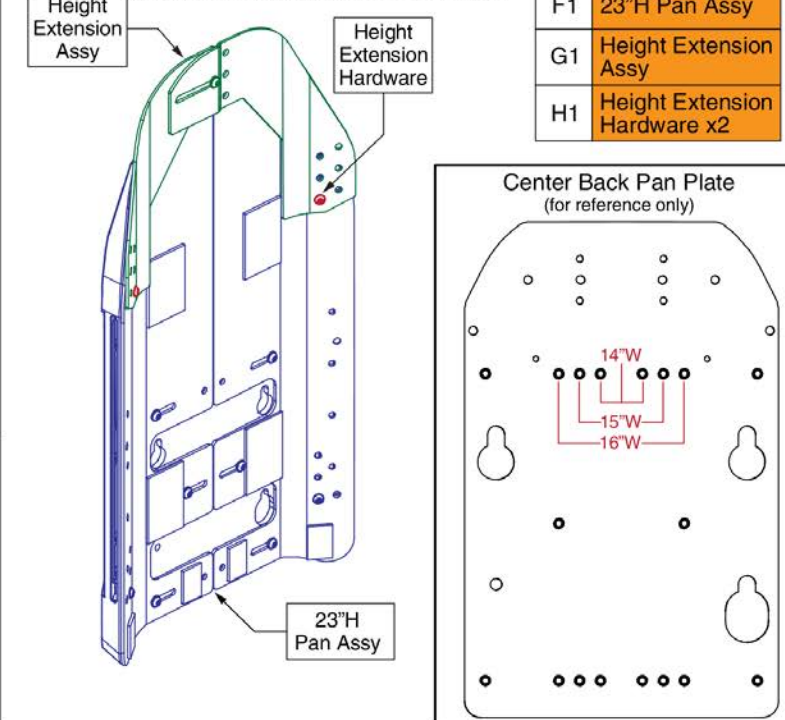 Height
Extension
Assy
Height
Extension
Hardware
F1 23"H Pan Assy
G1 Height Extension
Assy
H1 Height Extension
Hardware x2
Center Back Pan Plate
(for reference only)
14"W
15"W
16"W
23"H
Pan Assy